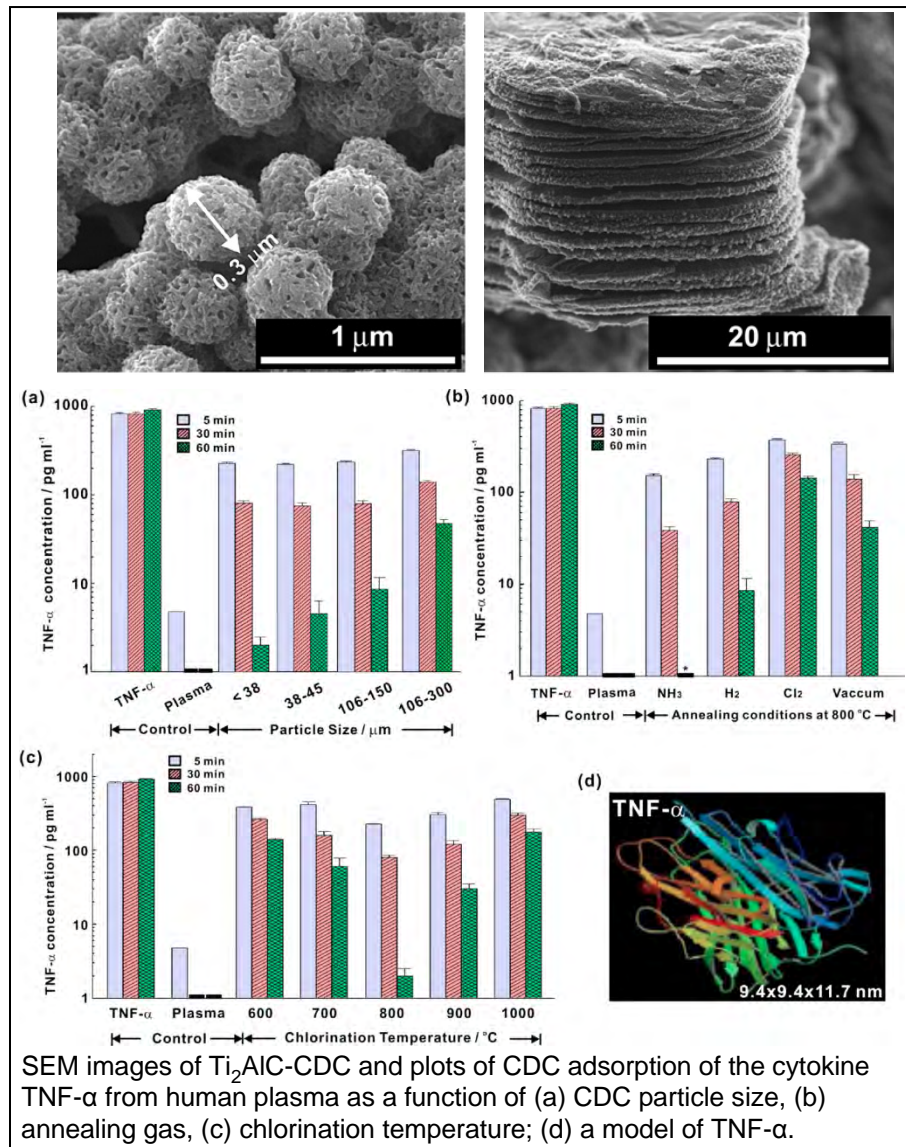 0.3 μm
1 μm
20 μm
(a)
1000
100
10
1
TNF-α concentration / pg ml⁻¹
5 min
30 min
60 min
TNF-α Plasma < 38 38-45 106-150 106-300
Control Particle Size / μm
(b)
1000
100
10
1
TNF-α concentration / pg ml⁻¹
5 min
30 min
60 min
*
TNF-α Plasma NH₃ H₂ Cl₂ Vaccum
Control Annealing conditions at 800 °C
(c)
1000
100
10
1
TNF-α concentration / pg ml⁻¹
5 min
30 min
60 min
TNF-α Plasma 600 700 800 900 1000
Control Chlorination Temperature / °C
(d)
TNF-α
9.4x9.4x11.7 nm
SEM images of Ti₂AlC-CDC and plots of CDC adsorption of the cytokine
TNF-α from human plasma as a function of (a) CDC particle size, (b)
annealing gas, (c) chlorination temperature; (d) a model of TNF-α.